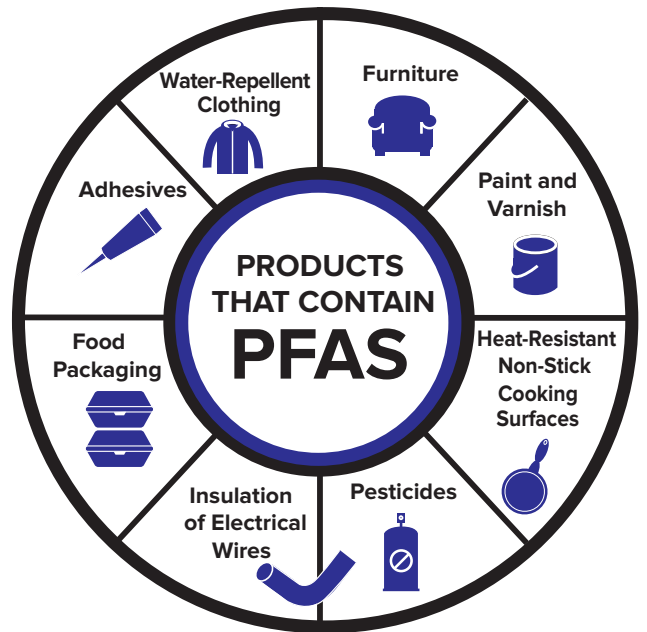 PRODUCTS
THAT CONTAIN
PFAS
Furniture
Paint and
Varnish
Heat-Resistant
Non-Stick
Cooking
Surfaces
Pesticides
Insulation
of Electrical
Wires
Food
Packaging
Adhesives
Water-Repellent
Clothing